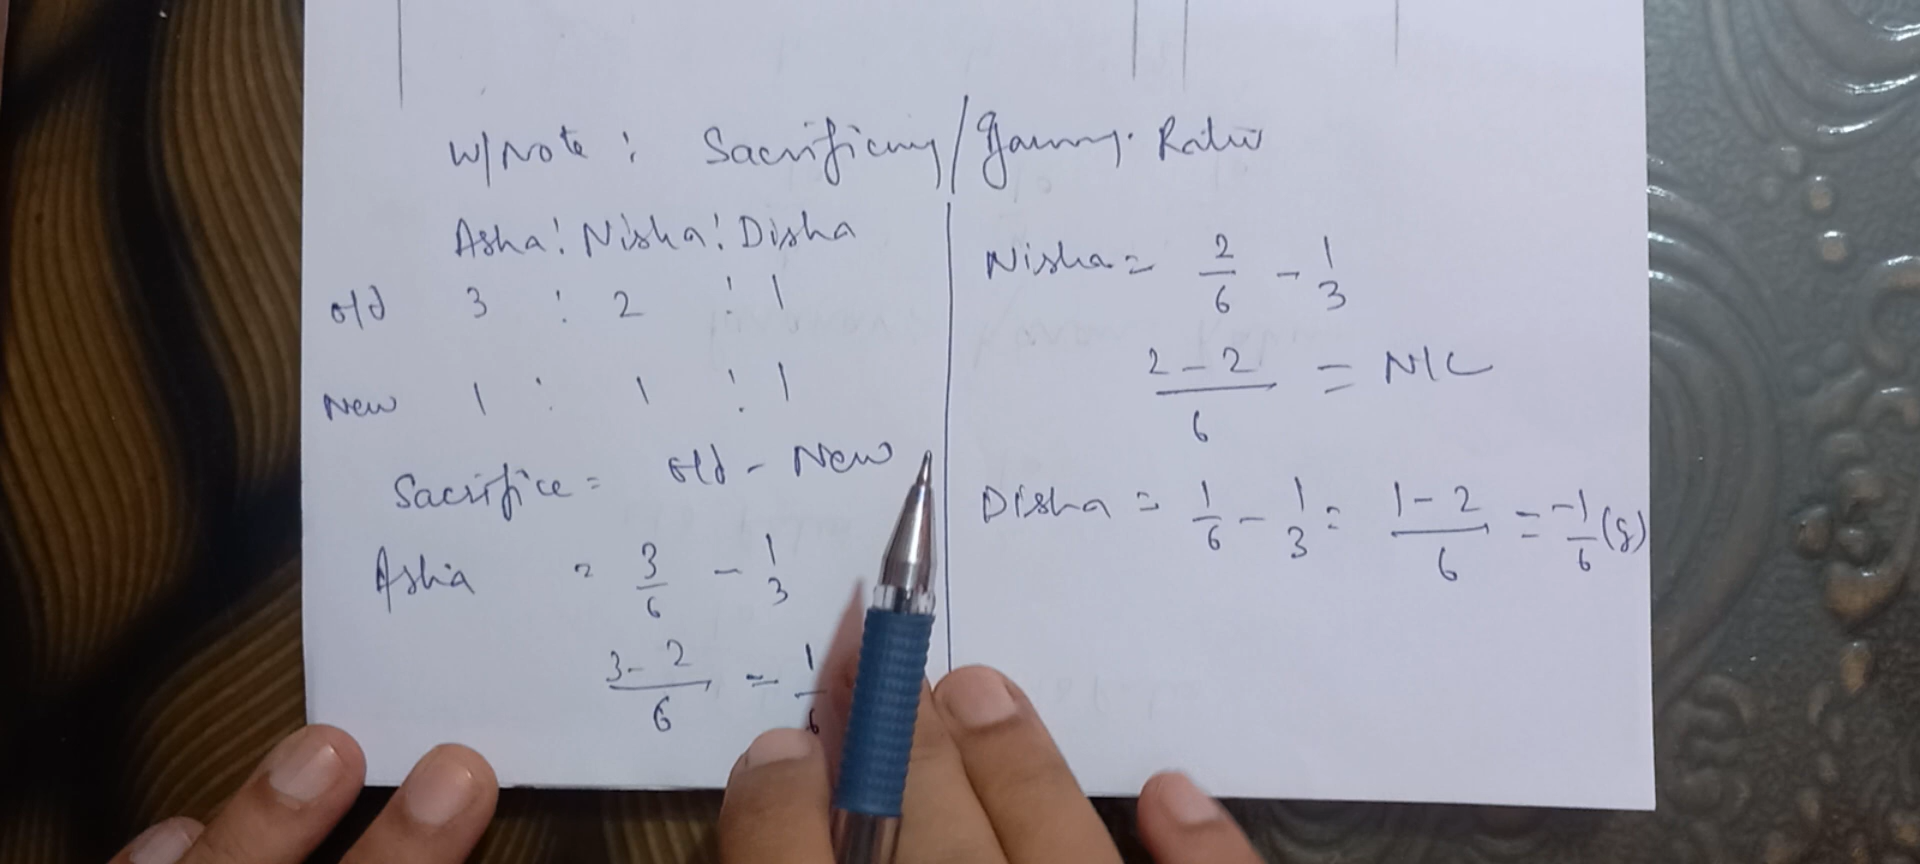 W/Note : Sacrificing/Gaining Ratio
Asha : Nisha : Disha
old 3 : 2 : 1
New 1 : 1 : 1
Sacrifice = old - New
Asha = 3/6 - 1/3
3-2/6 = 1/6
Nisha = 2/6 - 1/3
2-2/6 = N/C
Disha = 1/6 - 1/3 = 1-2/6 = -1/6 (g)